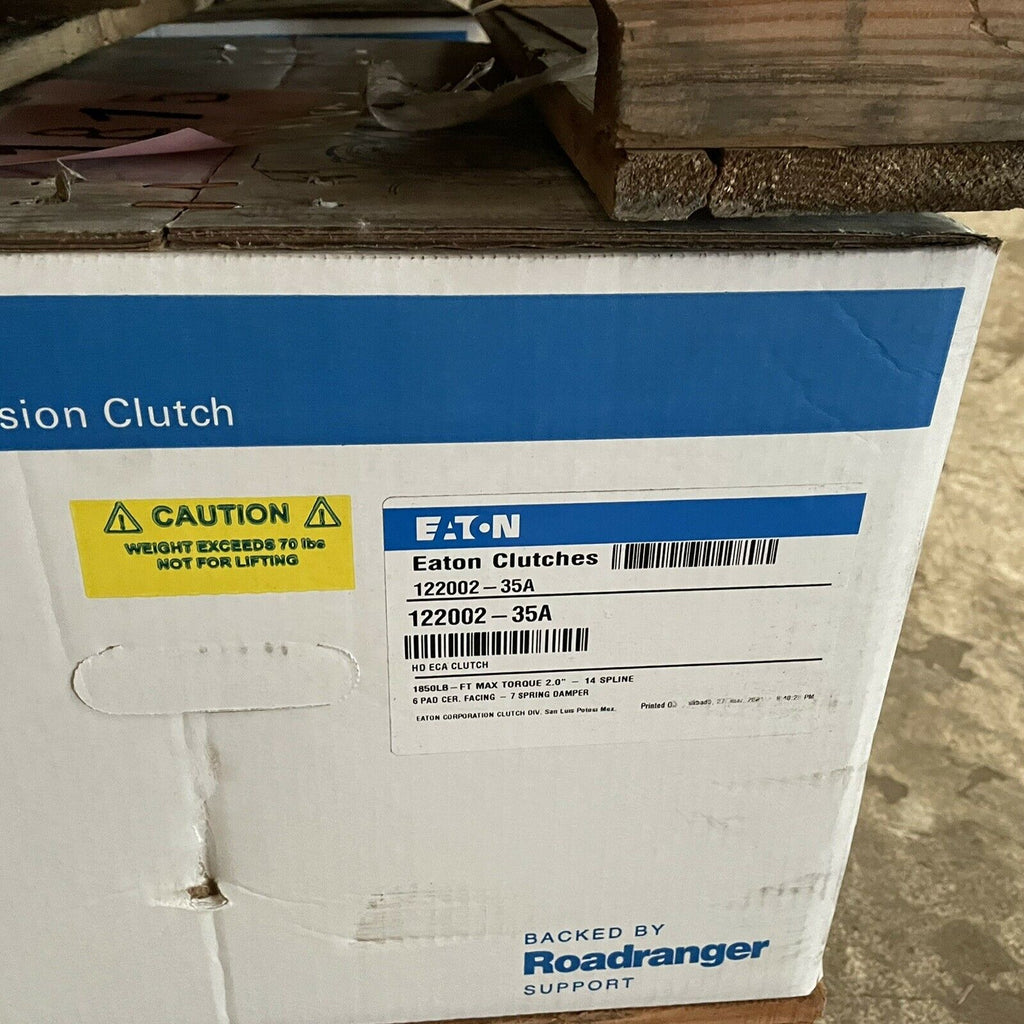 1815
sion Clutch
CAUTION
WEIGHT EXCEEDS 70 lbs
NOT FOR LIFTING
EATON
Eaton Clutches
122002-35A
122002-35A
HD ECA CLUTCH
1850LB-FT MAX TORQUE 2.0" - 14 SPLINE
6 PAD CER. FACING - 7 SPRING DAMPER
EATON CORPORATION CLUTCH DIV. San Luis Potosi Mex.
Printed
BACKED BY
Roadranger
SUPPORT